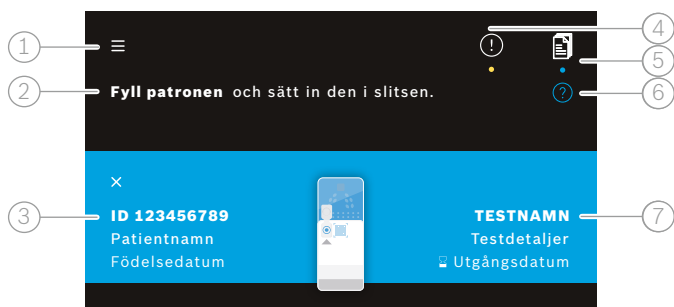 1
4
5
2
Fyll patronen och sätt in den i slitsen.
6
3
ID 123456789
Patientnamn
Födelsedatum
TESTNAMN
Testdetaljer
Utgångsdatum
7